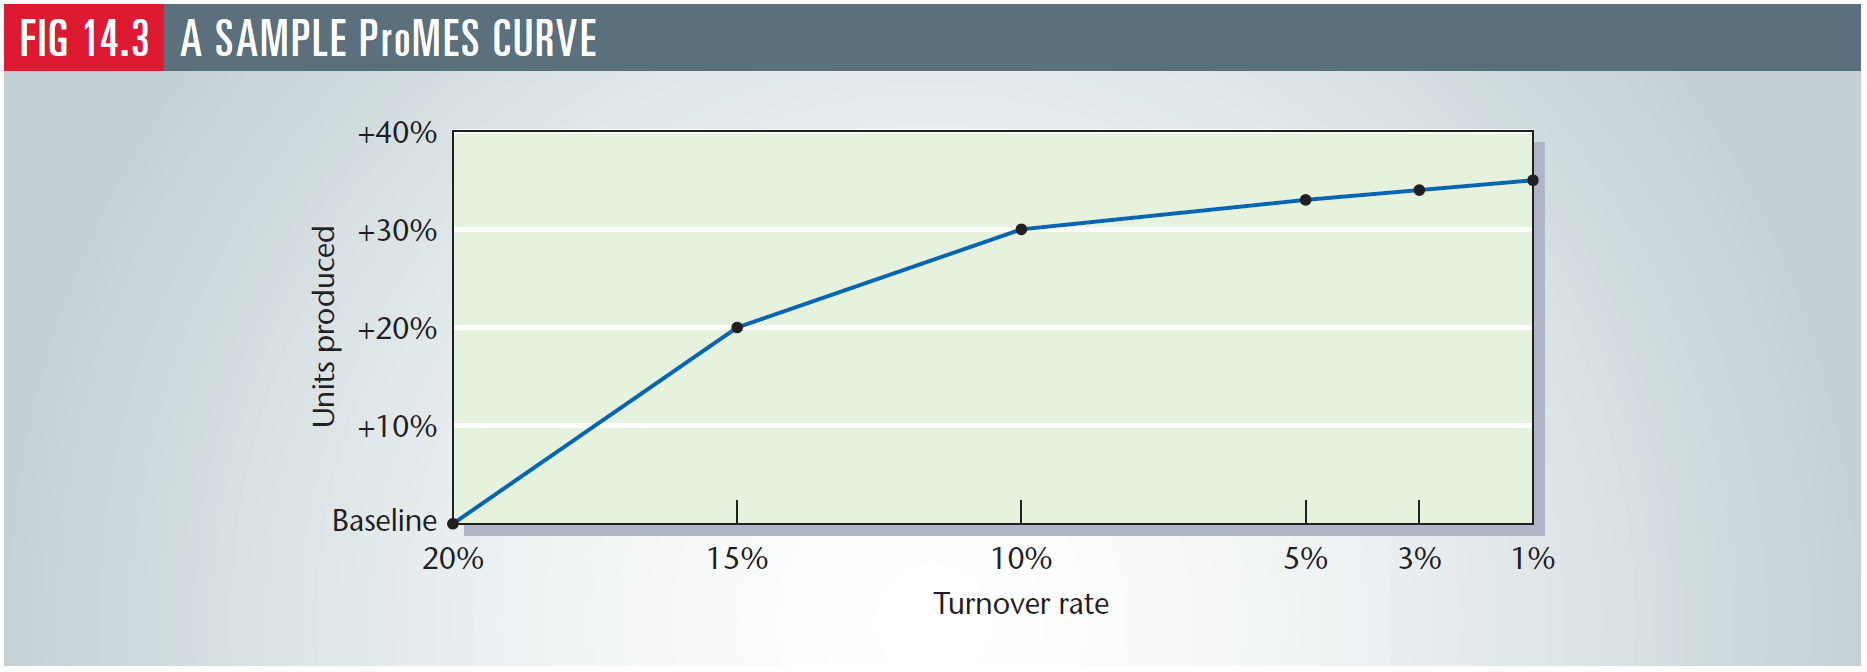 FIG 14.3 A SAMPLE ProMES CURVE
+40%
+30%
+20%
+10%
Baseline
Units produced
20% 15% 10% 5% 3% 1%
Turnover rate